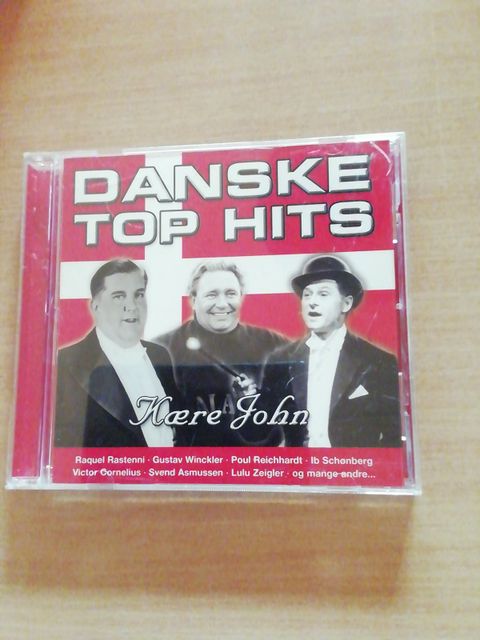 DANSKE
TOP HITS
Kære John
Raquel Rastenni · Gustav Winckler · Poul Reichhardt · Ib Schønberg
Victor Cornelius · Svend Asmussen · Lulu Zeigler · og mange andre...